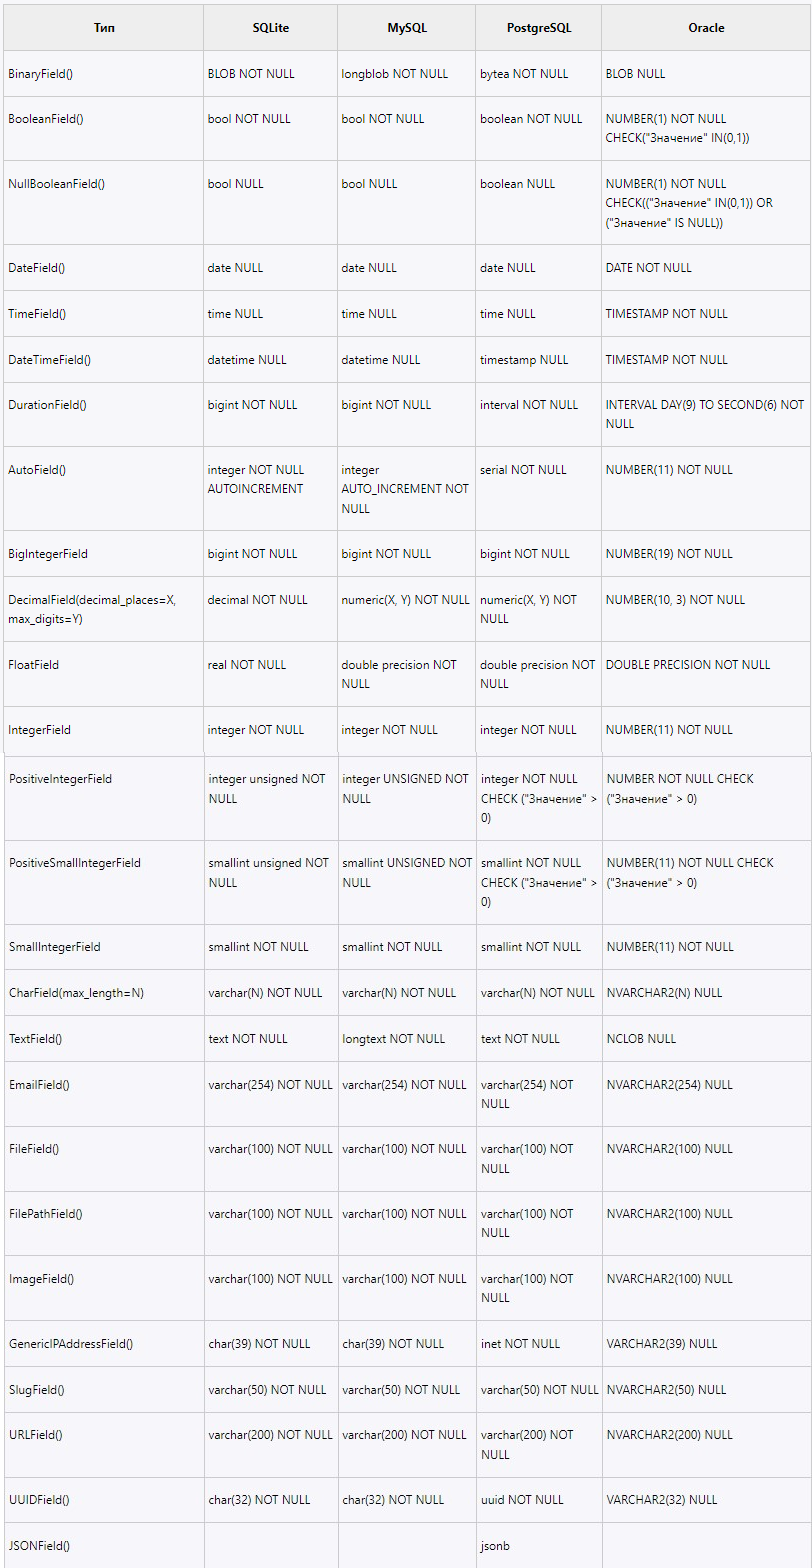 Тип SQLite MySQL PostgreSQL Oracle
BinaryField() BLOB NOT NULL longblob NOT NULL bytea NOT NULL BLOB NULL
BooleanField() bool NOT NULL bool NOT NULL boolean NOT NULL NUMBER(1) NOT NULL
CHECK("Значение" IN(0,1))
NullBooleanField() bool NULL bool NULL boolean NULL NUMBER(1) NOT NULL
CHECK(("Значение" IN(0,1)) OR
("Значение" IS NULL))
DateField() date NULL date NULL date NULL DATE NOT NULL
TimeField() time NULL time NULL time NULL TIMESTAMP NOT NULL
DateTimeField() datetime NULL datetime NULL timestamp NULL TIMESTAMP NOT NULL
DurationField() bigint NOT NULL bigint NOT NULL interval NOT NULL INTERVAL DAY(9) TO SECOND(6) NOT
NULL
AutoField() integer NOT NULL integer serial NOT NULL NUMBER(11) NOT NULL
AUTOINCREMENT AUTO_INCREMENT NOT
NULL
BigIntegerField bigint NOT NULL bigint NOT NULL bigint NOT NULL NUMBER(19) NOT NULL
DecimalField(decimal_places=X, decimal NOT NULL numeric(X, Y) NOT NULL numeric(X, Y) NOT NUMBER(10, 3) NOT NULL
max_digits=Y) NULL
FloatField real NOT NULL double precision NOT double precision NOT DOUBLE PRECISION NOT NULL
NULL NULL
IntegerField integer NOT NULL integer NOT NULL integer NOT NULL NUMBER(11) NOT NULL
PositiveIntegerField integer unsigned NOT integer UNSIGNED NOT integer NOT NULL NUMBER NOT NULL CHECK
NULL NULL CHECK ("Значение" > ("Значение" > 0)
0)
PositiveSmallIntegerField smallint unsigned NOT smallint UNSIGNED NOT smallint NOT NULL NUMBER(11) NOT NULL CHECK
NULL NULL CHECK ("Значение" > ("Значение" > 0)
0)
SmallIntegerField smallint NOT NULL smallint NOT NULL smallint NOT NULL NUMBER(11) NOT NULL
CharField(max_length=N) varchar(N) NOT NULL varchar(N) NOT NULL varchar(N) NOT NULL NVARCHAR2(N) NULL
TextField() text NOT NULL longtext NOT NULL text NOT NULL NCLOB NULL
EmailField() varchar(254) NOT NULL varchar(254) NOT NULL varchar(254) NOT NVARCHAR2(254) NULL
NULL
FileField() varchar(100) NOT NULL varchar(100) NOT NULL varchar(100) NOT NVARCHAR2(100) NULL
NULL
FilePathField() varchar(100) NOT NULL varchar(100) NOT NULL varchar(100) NOT NVARCHAR2(100) NULL
NULL
ImageField() varchar(100) NOT NULL varchar(100) NOT NULL varchar(100) NOT NVARCHAR2(100) NULL
NULL
GenericIPAddressField() char(39) NOT NULL char(39) NOT NULL inet NOT NULL VARCHAR2(39) NULL
SlugField() varchar(50) NOT NULL varchar(50) NOT NULL varchar(50) NOT NULL NVARCHAR2(50) NULL
URLField() varchar(200) NOT NULL varchar(200) NOT NULL varchar(200) NOT NVARCHAR2(200) NULL
NULL
UUIDField() char(32) NOT NULL char(32) NOT NULL uuid NOT NULL VARCHAR2(32) NULL
JSONField() jsonb